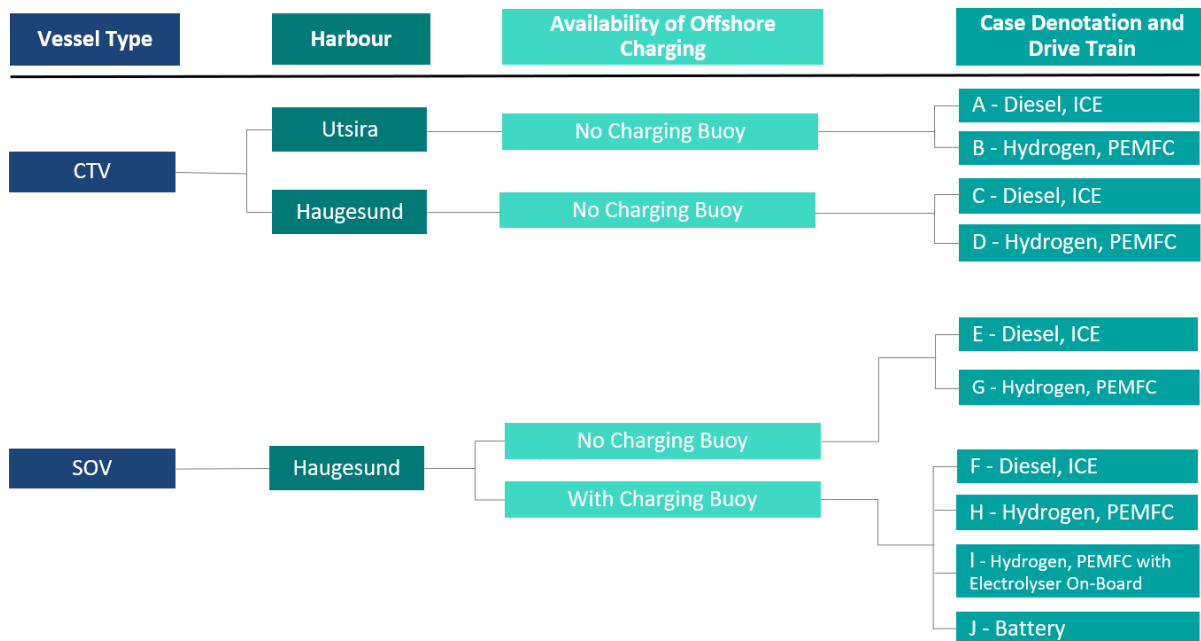 Vessel Type
Harbour
Availability of Offshore
Charging
Case Denotation and
Drive Train
CTV
Utsira
No Charging Buoy
A - Diesel, ICE
B - Hydrogen, PEMFC
Haugesund
No Charging Buoy
C - Diesel, ICE
D - Hydrogen, PEMFC
SOV
Haugesund
No Charging Buoy
E - Diesel, ICE
G - Hydrogen, PEMFC
With Charging Buoy
F - Diesel, ICE
H - Hydrogen, PEMFC
I - Hydrogen, PEMFC with
Electrolyser On-Board
J - Battery